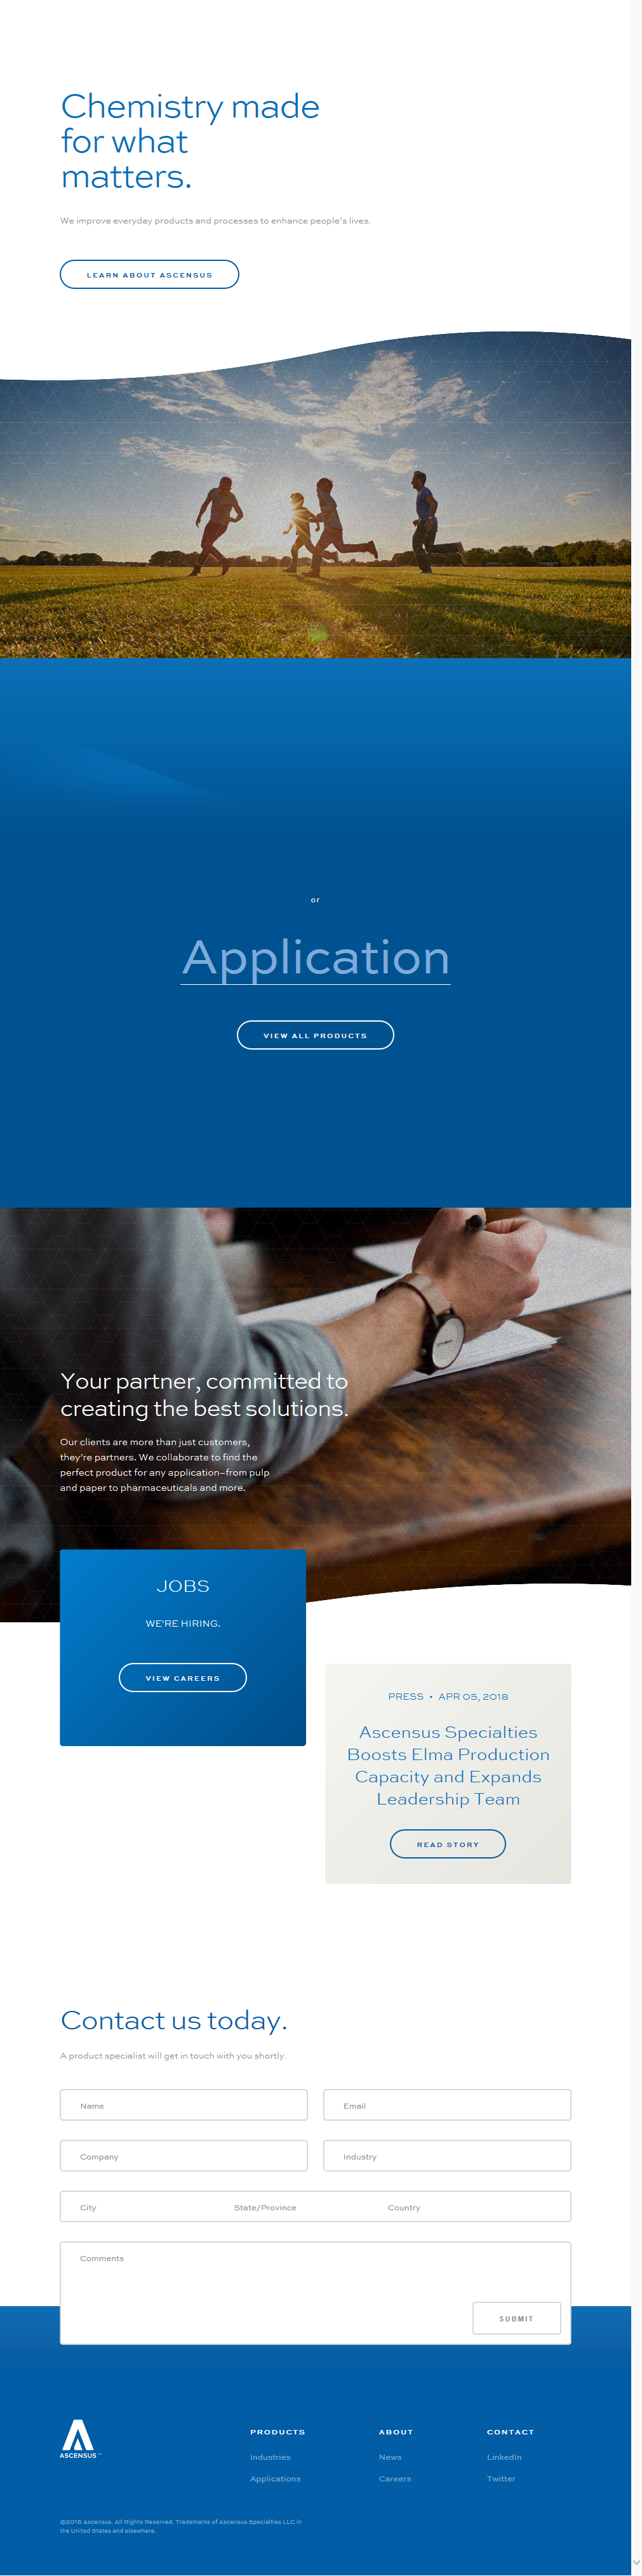 Chemistry made
for what
matters.
We improve everyday products and processes to enhance people's lives.
LEARN ABOUT ASCENSUS
or
Application
VIEW ALL PRODUCTS
Your partner, committed to
creating the best solutions.
Our clients are more than just customers,
they're partners. We collaborate to find the
perfect product for any application–from pulp
and paper to pharmaceuticals and more.
JOBS
WE'RE HIRING.
VIEW CAREERS
PRESS • APR 05, 2018
Ascensus Specialties
Boosts Elma Production
Capacity and Expands
Leadership Team
READ STORY
Contact us today.
A product specialist will get in touch with you shortly.
Name Email
Company Industry
City State/Province Country
Comments
SUBMIT
ASCENSUS™
PRODUCTS ABOUT CONTACT
Industries News LinkedIn
Applications Careers Twitter
©2018 Ascensus. All Rights Reserved. Trademarks of Ascensus Specialties LLC in
the United States and elsewhere.